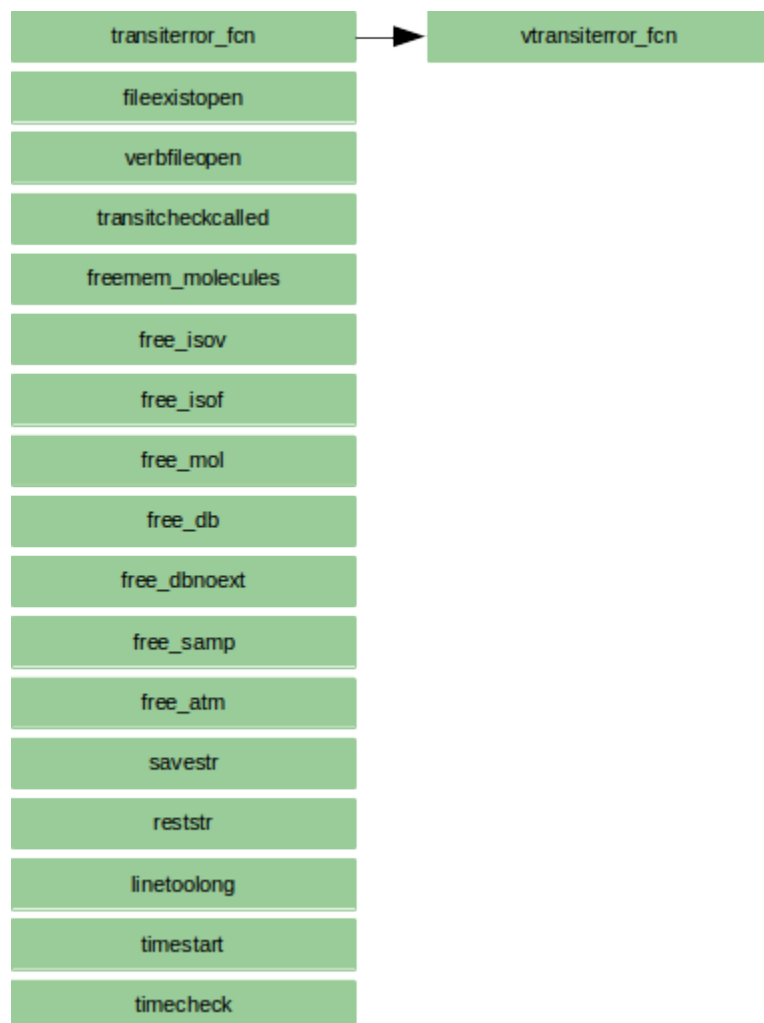 transiterror_fcn
vtransiterror_fcn
fileexistopen
verbfileopen
transitcheckcalled
freemem_molecules
free_isov
free_isof
free_mol
free_db
free_dbnoext
free_samp
free_atm
savestr
reststr
linetoolong
timestart
timecheck